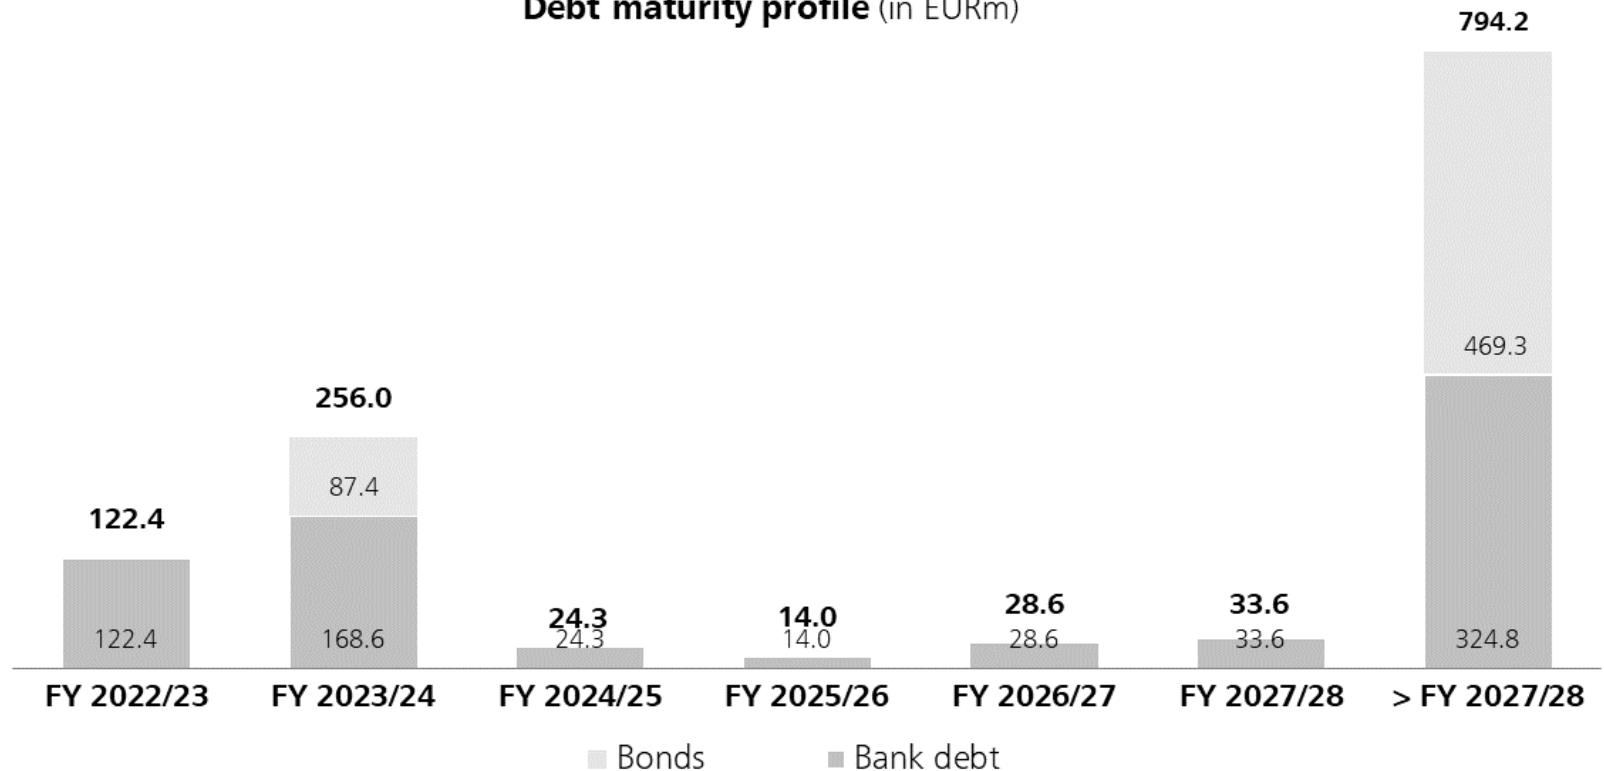 Debt maturity profile (in EURm)
794.2
469.3
256.0
87.4
122.4
28.6
33.6
24.3
14.0
122.4
168.6
24.3
14.0
28.6
33.6
324.8
FY 2022/23
FY 2023/24
FY 2024/25
FY 2025/26
FY 2026/27
FY 2027/28
> FY 2027/28
Bonds
Bank debt